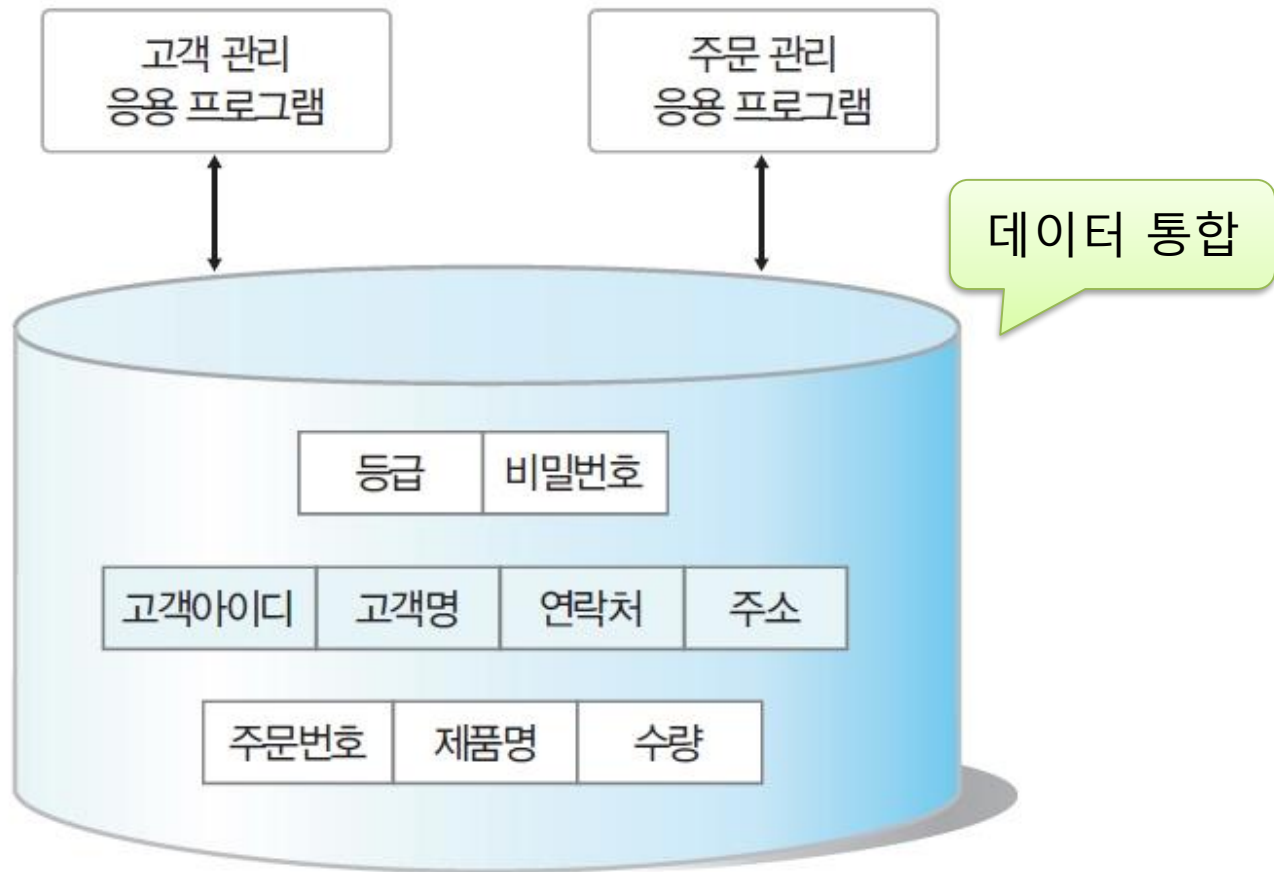 고객 관리
응용 프로그램
주문 관리
응용 프로그램
데이터 통합
등급 비밀번호
고객아이디 고객명 연락처 주소
주문번호 제품명 수량